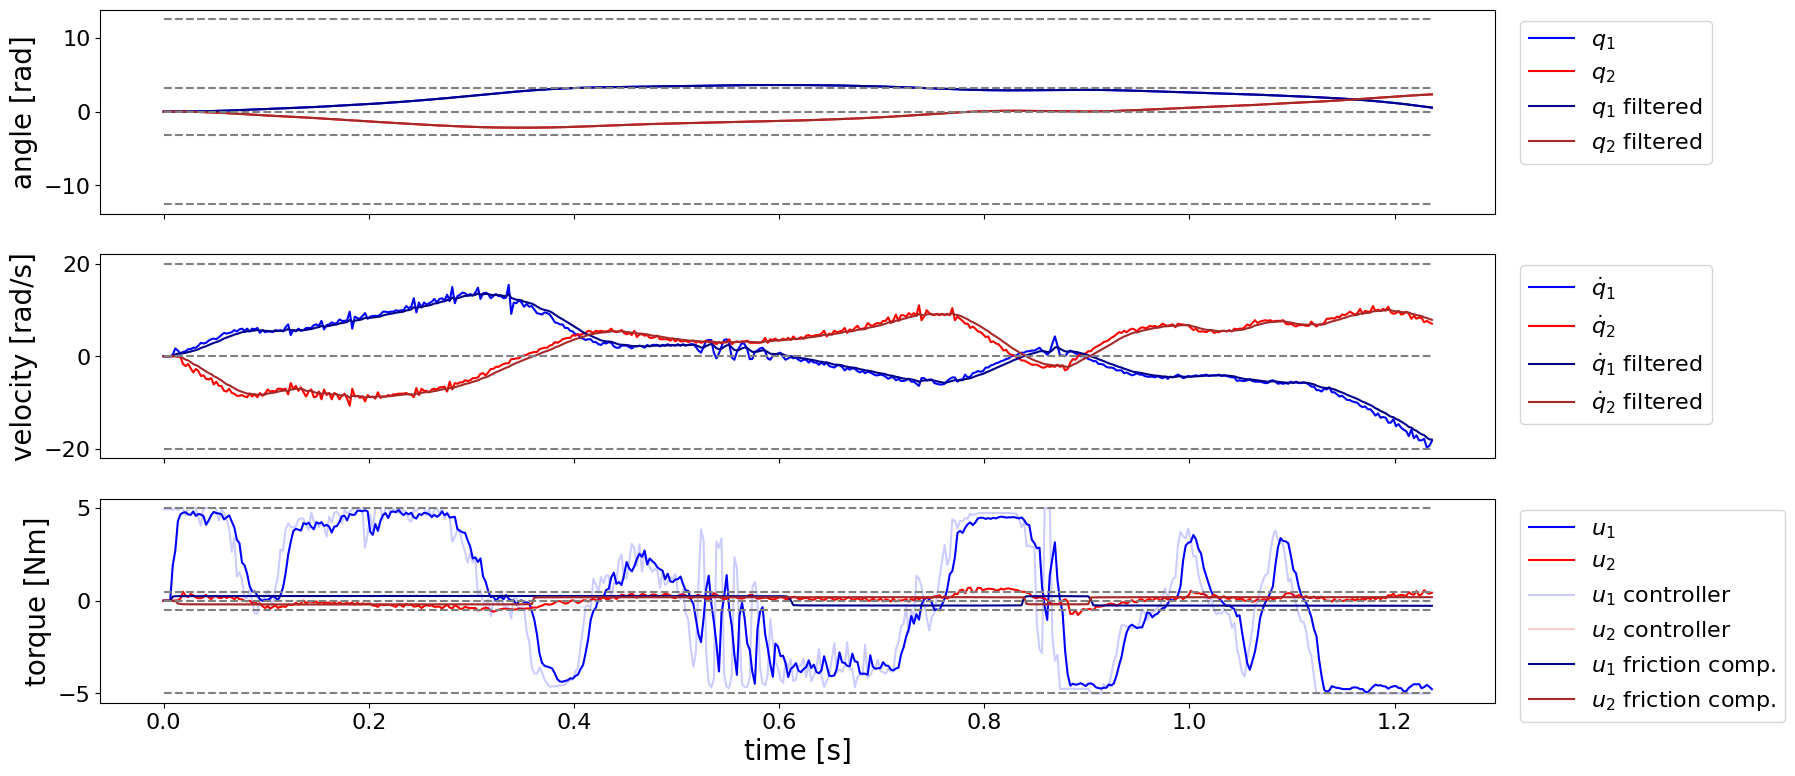 angle [rad]
10
0
−10
q₁
q₂
q₁ filtered
q₂ filtered
velocity [rad/s]
20
0
−20
q̇₁
q̇₂
q̇₁ filtered
q̇₂ filtered
torque [Nm]
5
0
−5
u₁
u₂
u₁ controller
u₂ controller
u₁ friction comp.
u₂ friction comp.
0.0 0.2 0.4 0.6 0.8 1.0 1.2
time [s]